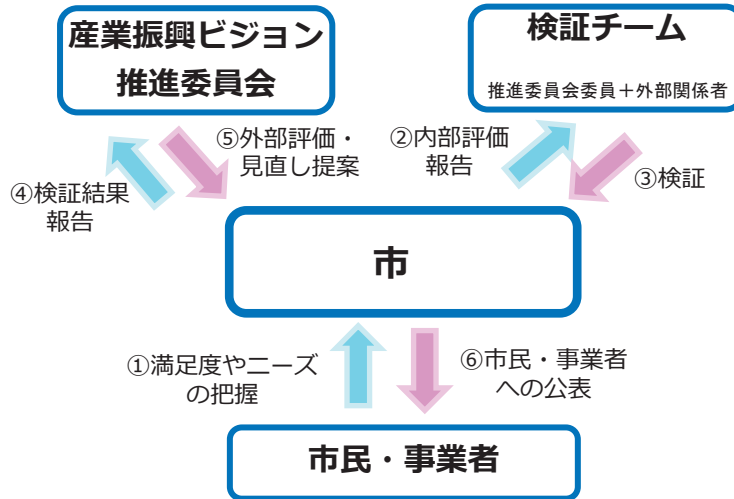 産業振興ビジョン
推進委員会
検証チーム
推進委員会委員＋外部関係者
⑤外部評価・
見直し提案
②内部評価
報告
④検証結果
報告
③検証
市
①満足度やニーズ
の把握
⑥市民・事業者
への公表
市民・事業者